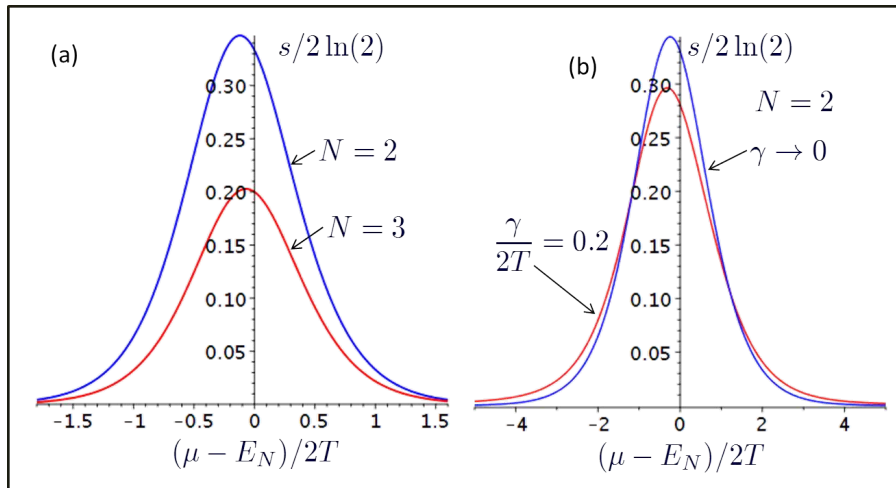 (a)
s/2 ln(2)
0.30
0.25
N = 2
0.20
N = 3
0.15
0.10
0.05
-1.5 -1 -0.5 0 0.5 1 1.5
(μ − E_N)/2T
(b)
s/2 ln(2)
0.30
N = 2
0.25
γ → 0
0.20
γ/2T = 0.2
0.15
0.10
0.05
-4 -2 0 2 4
(μ − E_N)/2T